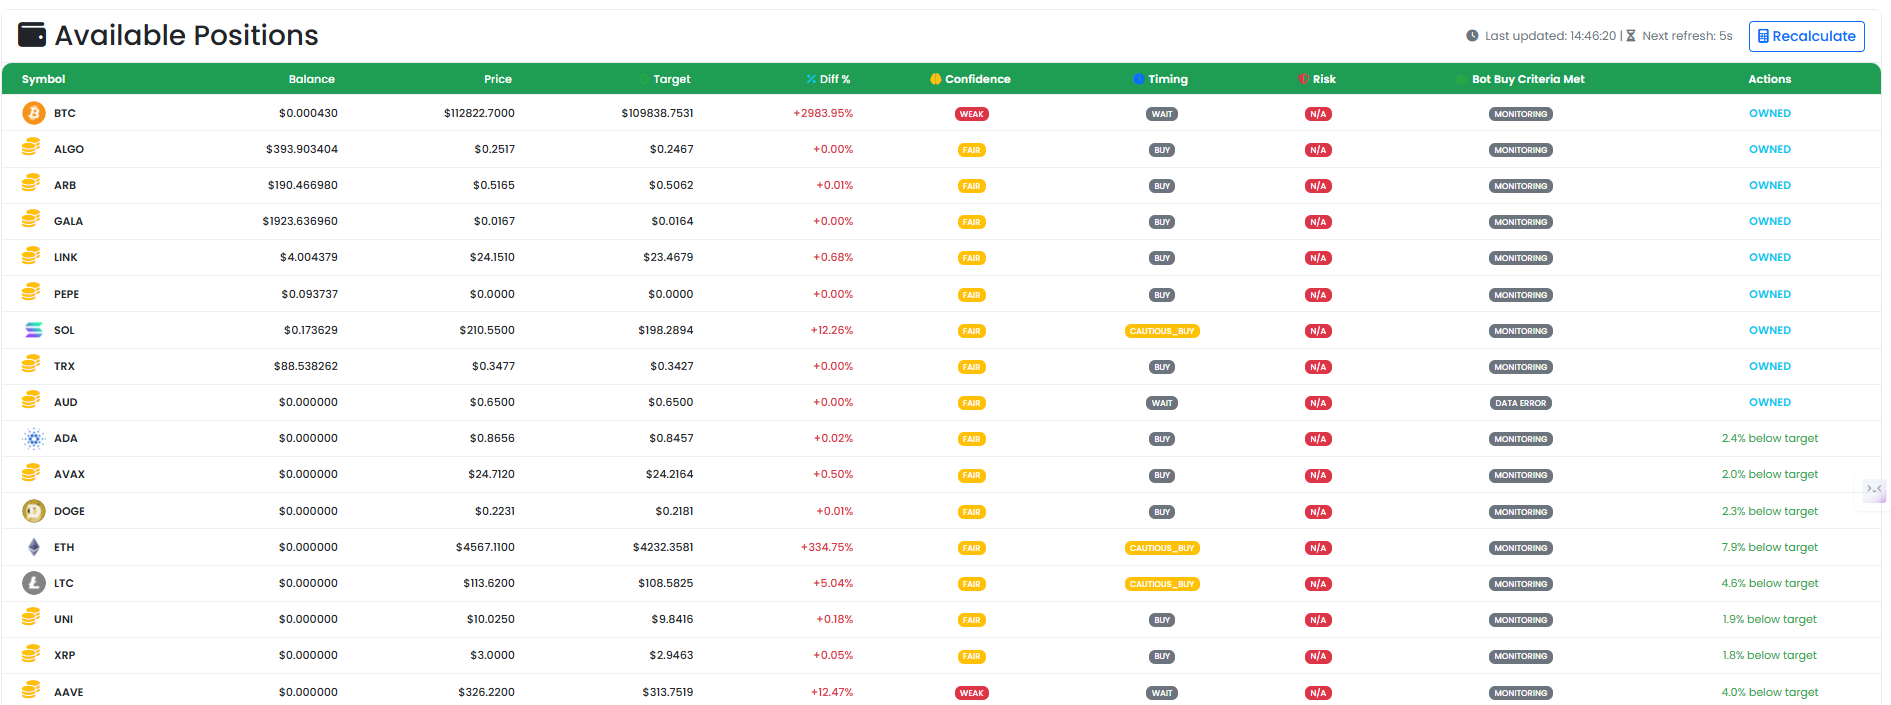 Available Positions
Last updated: 14:46:20 | Next refresh: 5s Recalculate
Symbol Balance Price Target Diff % Confidence Timing Risk Bot Buy Criteria Met Actions
BTC $0.000430 $112822.7000 $109838.7531 +2983.95% WEAK WAIT N/A MONITORING OWNED
ALGO $393.903404 $0.2517 $0.2467 +0.00% FAIR BUY N/A MONITORING OWNED
ARB $190.466980 $0.5165 $0.5062 +0.01% FAIR BUY N/A MONITORING OWNED
GALA $1923.636960 $0.0167 $0.0164 +0.00% FAIR BUY N/A MONITORING OWNED
LINK $4.004379 $24.1510 $23.4679 +0.68% FAIR BUY N/A MONITORING OWNED
PEPE $0.093737 $0.0000 $0.0000 +0.00% FAIR BUY N/A MONITORING OWNED
SOL $0.173629 $210.5500 $198.2894 +12.26% FAIR CAUTIOUS_BUY N/A MONITORING OWNED
TRX $88.538262 $0.3477 $0.3427 +0.00% FAIR BUY N/A MONITORING OWNED
AUD $0.000000 $0.6500 $0.6500 +0.00% FAIR WAIT N/A DATA ERROR OWNED
ADA $0.000000 $0.8656 $0.8457 +0.02% FAIR BUY N/A MONITORING 2.4% below target
AVAX $0.000000 $24.7120 $24.2164 +0.50% FAIR BUY N/A MONITORING 2.0% below target
DOGE $0.000000 $0.2231 $0.2181 +0.01% FAIR BUY N/A MONITORING 2.3% below target
ETH $0.000000 $4567.1100 $4232.3581 +334.75% FAIR CAUTIOUS_BUY N/A MONITORING 7.9% below target
LTC $0.000000 $113.6200 $108.5825 +5.04% FAIR CAUTIOUS_BUY N/A MONITORING 4.6% below target
UNI $0.000000 $10.0250 $9.8416 +0.18% FAIR BUY N/A MONITORING 1.9% below target
XRP $0.000000 $3.0000 $2.9463 +0.05% FAIR BUY N/A MONITORING 1.8% below target
AAVE $0.000000 $326.2200 $313.7519 +12.47% WEAK WAIT N/A MONITORING 4.0% below target